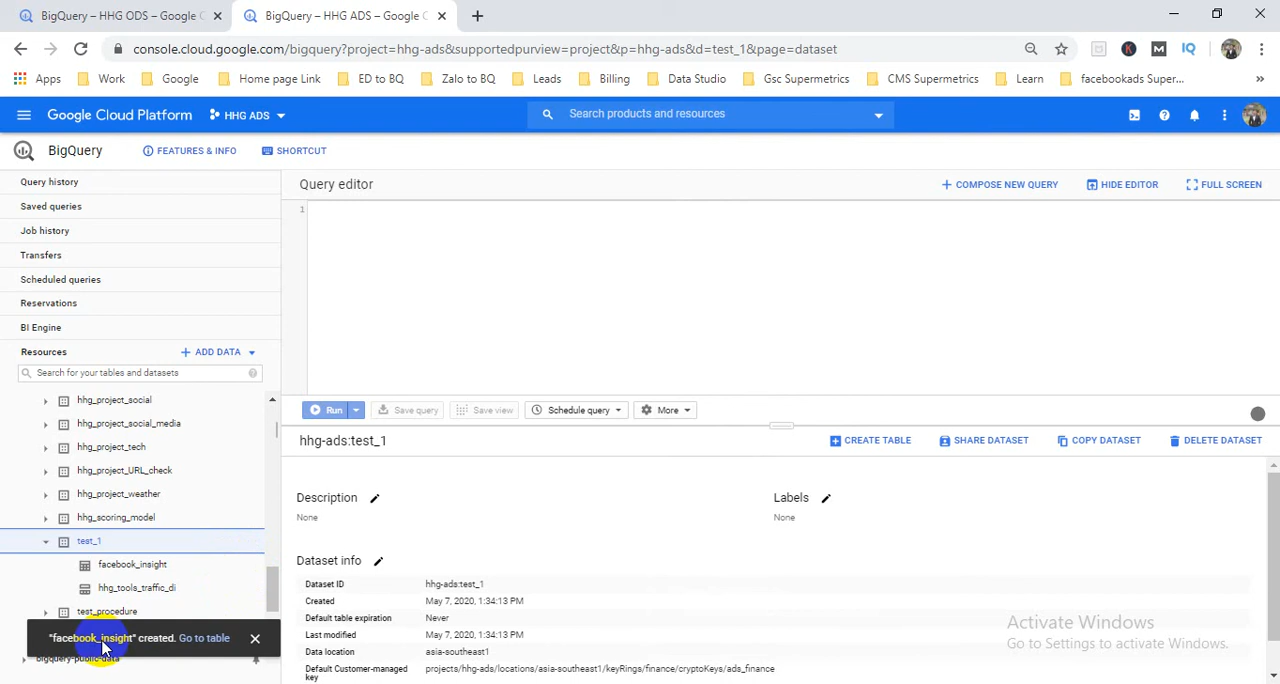 BigQuery – HHG ODS – Google C
BigQuery – HHG ADS – Google C
console.cloud.google.com/bigquery?project=hhg-ads&supportedpurview=project&p=hhg-ads&d=test_1&page=dataset
Apps Work Google Home page Link ED to BQ Zalo to BQ Leads Billing Data Studio Gsc Supermetrics CMS Supermetrics Learn facebookads Super... »
Google Cloud Platform HHG ADS Search products and resources
BigQuery FEATURES & INFO SHORTCUT
Query history
Saved queries
Job history
Transfers
Scheduled queries
Reservations
BI Engine
Resources + ADD DATA
Search for your tables and datasets
hhg_project_social
hhg_project_social_media
hhg_project_tech
hhg_project_URL_check
hhg_project_weather
hhg_scoring_model
test_1
facebook_insight
hhg_tools_traffic_di
test_procedure
"facebook_insight" created. Go to table
bigquery-public-data
Query editor + COMPOSE NEW QUERY HIDE EDITOR FULL SCREEN
1
Run Save query Save view Schedule query More
hhg-ads:test_1 CREATE TABLE SHARE DATASET COPY DATASET DELETE DATASET
Description Labels
None None
Dataset info
Dataset ID hhg-ads:test_1
Created May 7, 2020, 1:34:13 PM
Default table expiration Never
Last modified May 7, 2020, 1:34:13 PM
Data location asia-southeast1
Default Customer-managed key projects/hhg-ads/locations/asia-southeast1/keyRings/finance/cryptoKeys/ads_finance
Activate Windows
Go to Settings to activate Windows.